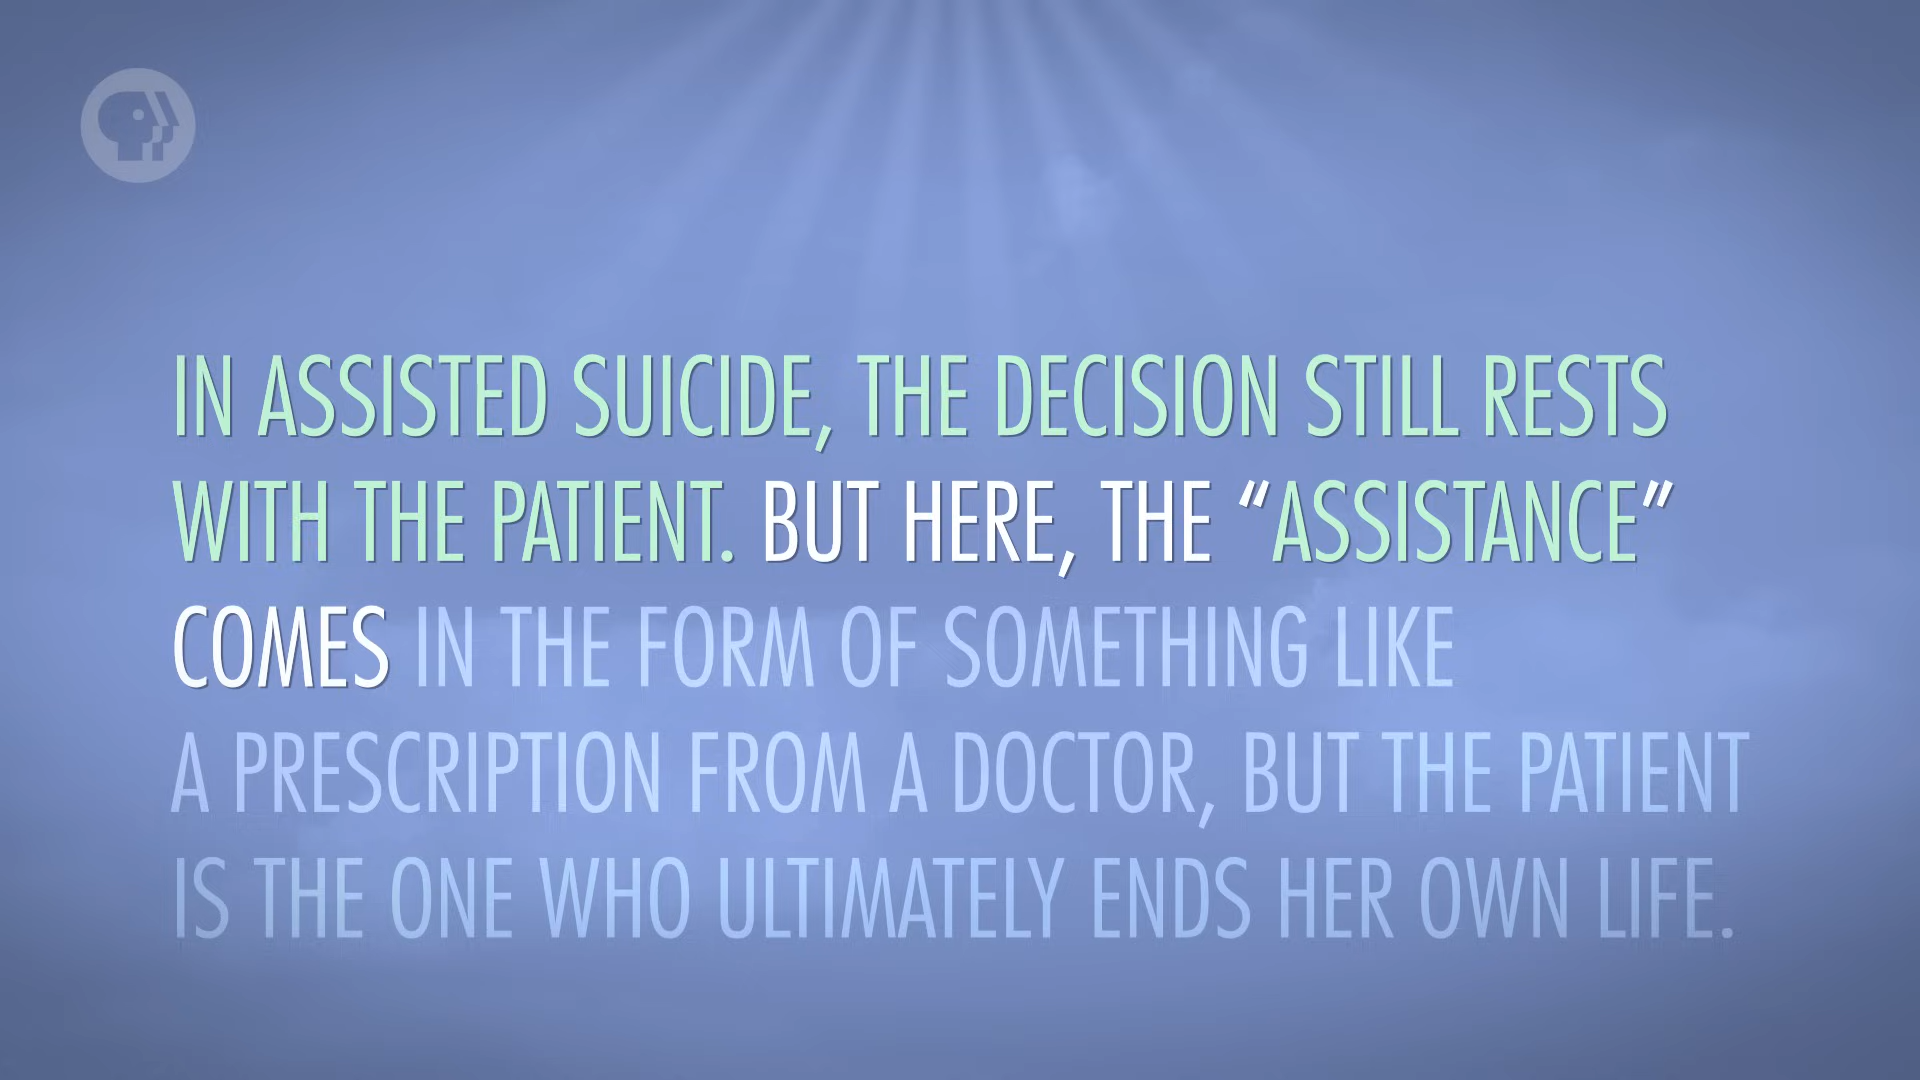 IN ASSISTED SUICIDE, THE DECISION STILL RESTS
WITH THE PATIENT. BUT HERE, THE “ASSISTANCE”
COMES IN THE FORM OF SOMETHING LIKE
A PRESCRIPTION FROM A DOCTOR, BUT THE PATIENT
IS THE ONE WHO ULTIMATELY ENDS HER OWN LIFE.